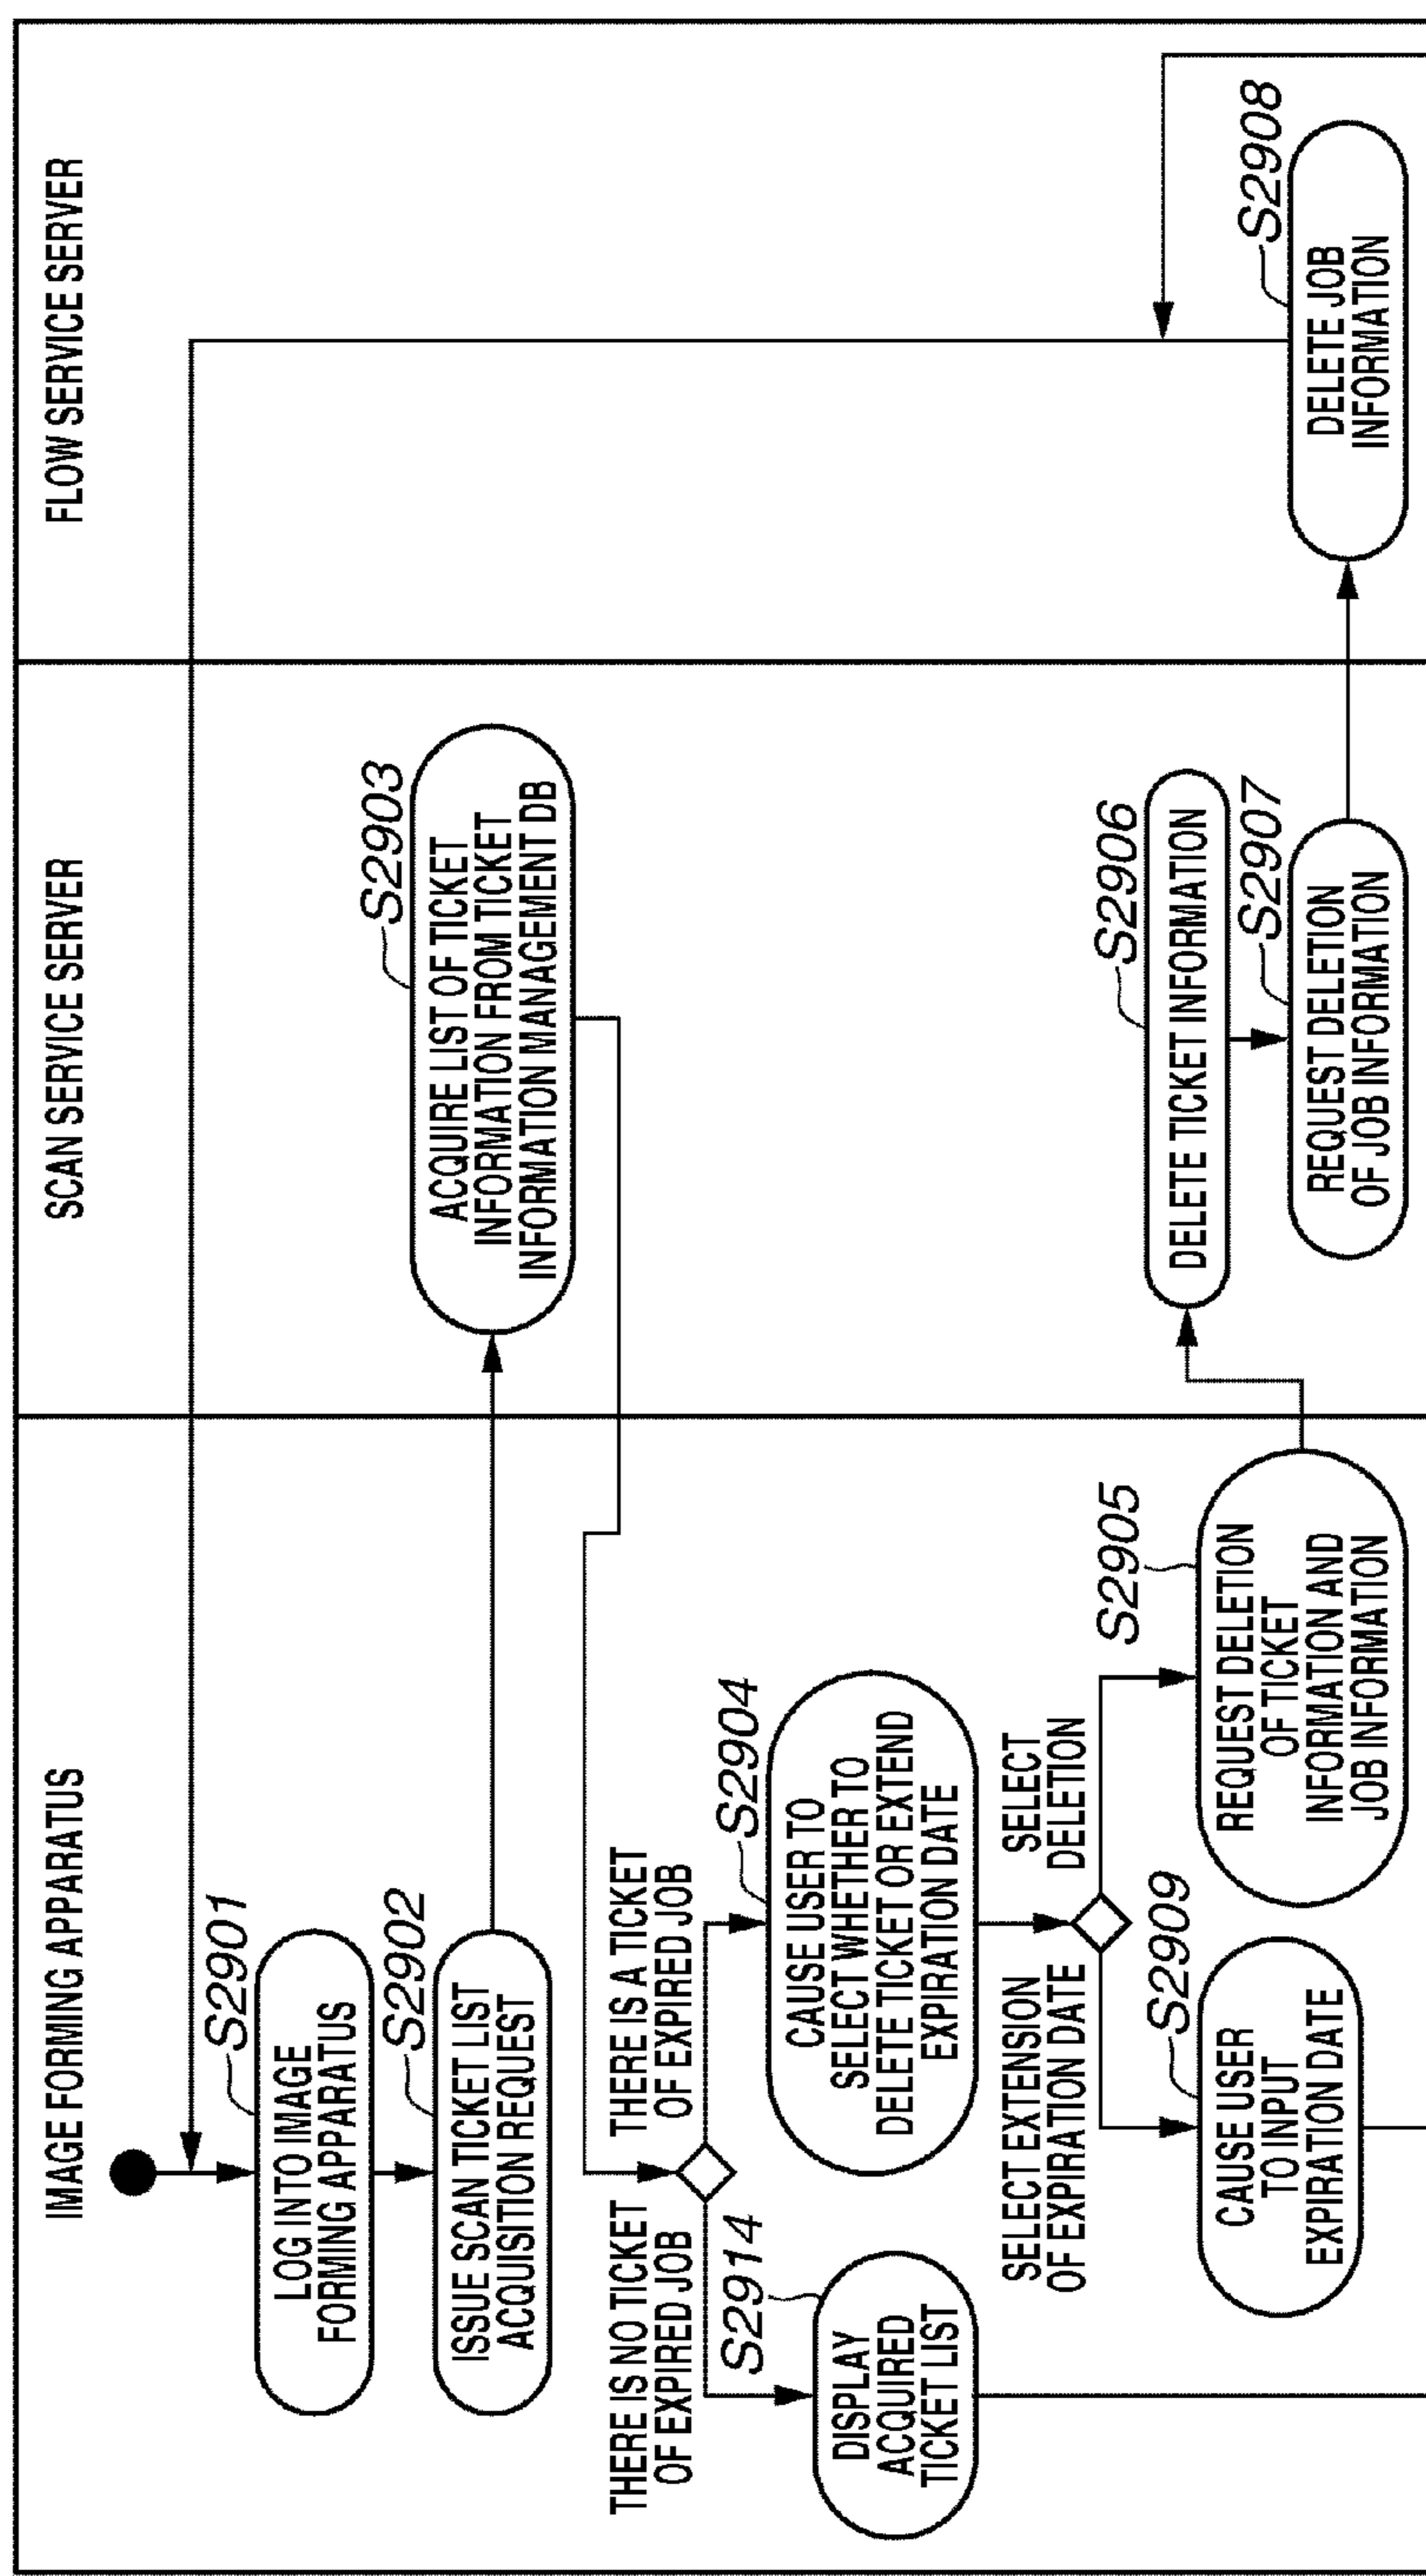 IMAGE FORMING APPARATUS
SCAN SERVICE SERVER
FLOW SERVICE SERVER
S2901
LOG INTO IMAGE
FORMING APPARATUS
S2902
ISSUE SCAN TICKET LIST
ACQUISITION REQUEST
S2903
ACQUIRE LIST OF TICKET
INFORMATION FROM TICKET
INFORMATION MANAGEMENT DB
THERE IS NO TICKET
OF EXPIRED JOB
THERE IS A TICKET
OF EXPIRED JOB
S2914
DISPLAY
ACQUIRED
TICKET LIST
S2904
CAUSE USER TO
SELECT WHETHER TO
DELETE TICKET OR EXTEND
EXPIRATION DATE
SELECT EXTENSION
OF EXPIRATION DATE
SELECT
DELETION
S2909
CAUSE USER
TO INPUT
EXPIRATION DATE
S2905
REQUEST DELETION
OF TICKET
INFORMATION AND
JOB INFORMATION
S2906
DELETE TICKET INFORMATION
S2907
REQUEST DELETION
OF JOB INFORMATION
S2908
DELETE JOB
INFORMATION